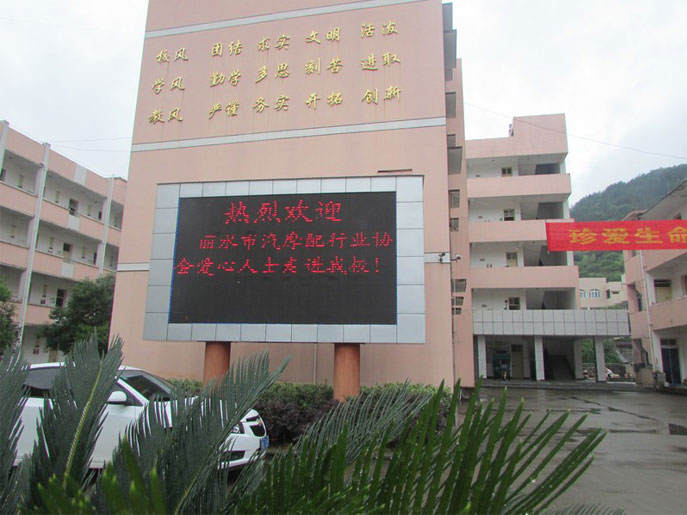 校风 团结 求实 文明 活泼
学风 勤学 多思 刻苦 进取
教风 严谨 务实 开拓 创新
热烈欢迎
丽水市汽摩配行业协
会爱心人士走进我校！
珍爱生命